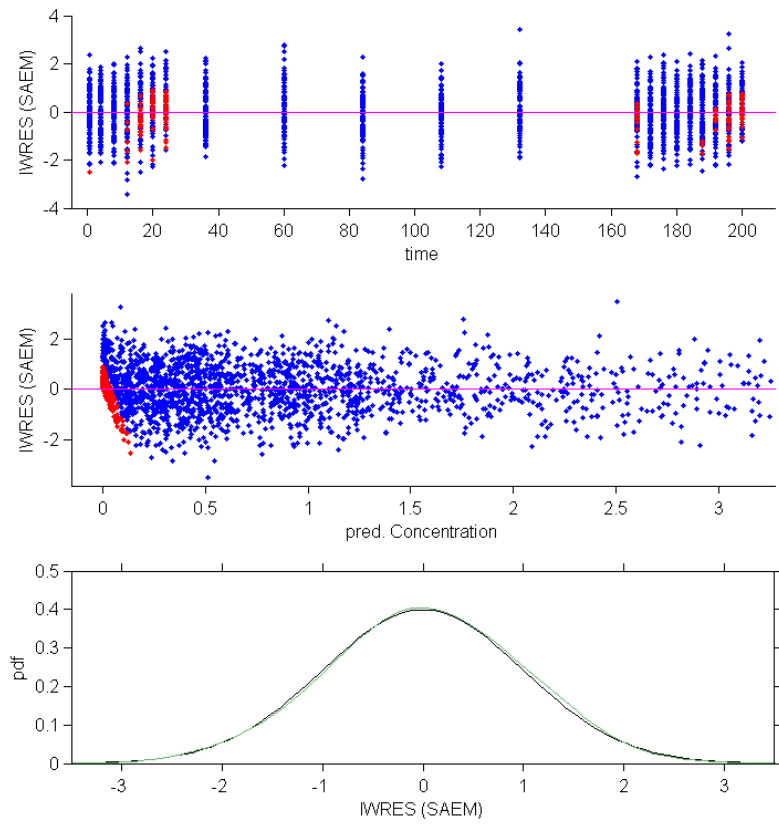 4
2
0
-2
-4
IWRES (SAEM)
0 20 40 60 80 100 120 140 160 180 200
time
2
0
-2
IWRES (SAEM)
0 0.5 1 1.5 2 2.5 3
pred. Concentration
0.5
0.4
0.3
0.2
0.1
0
pdf
-3 -2 -1 0 1 2 3
IWRES (SAEM)